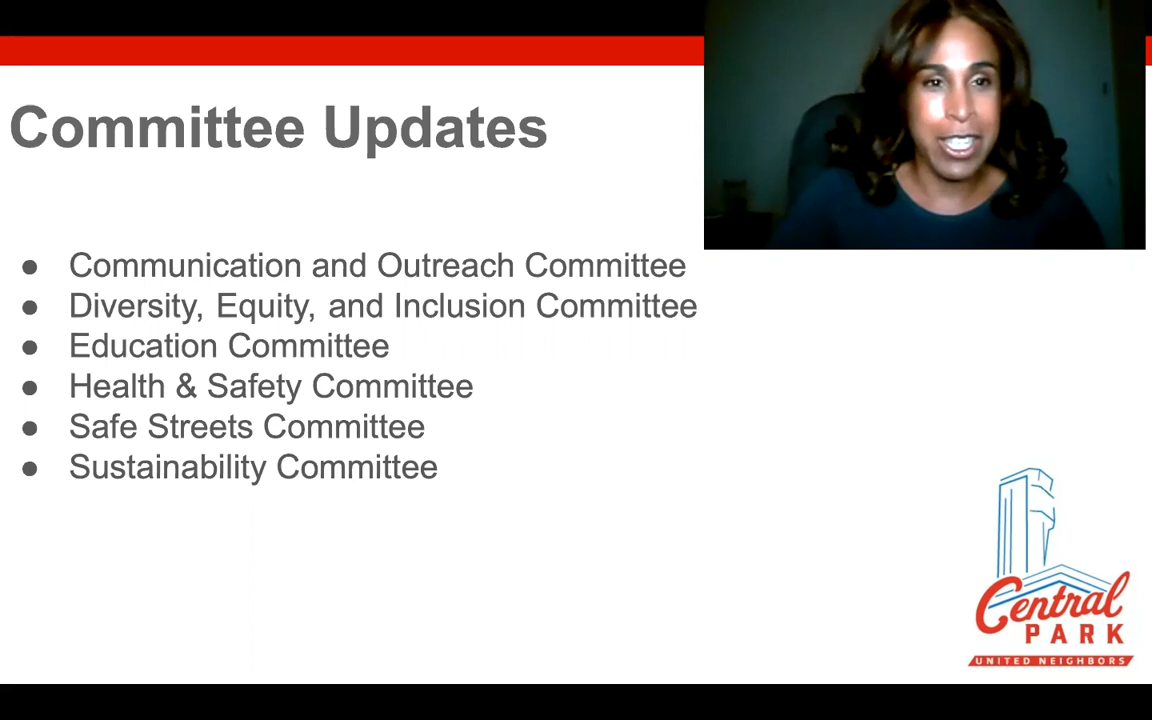 Committee Updates
● Communication and Outreach Committee
● Diversity, Equity, and Inclusion Committee
● Education Committee
● Health & Safety Committee
● Safe Streets Committee
● Sustainability Committee
Central
PARK
UNITED NEIGHBORS